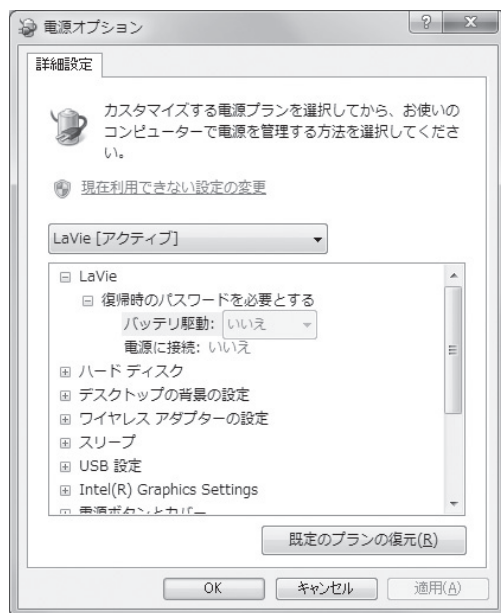 電源オプション
詳細設定
カスタマイズする電源プランを選択してから、お使いの
コンピューターで電源を管理する方法を選択してくださ
い。
現在利用できない設定の変更
LaVie [アクティブ]
LaVie
復帰時のパスワードを必要とする
バッテリ駆動: いいえ
電源に接続: いいえ
ハード ディスク
デスクトップの背景の設定
ワイヤレス アダプターの設定
スリープ
USB 設定
Intel(R) Graphics Settings
電源ボタンとカバー
既定のプランの復元(R)
OK キャンセル 適用(A)